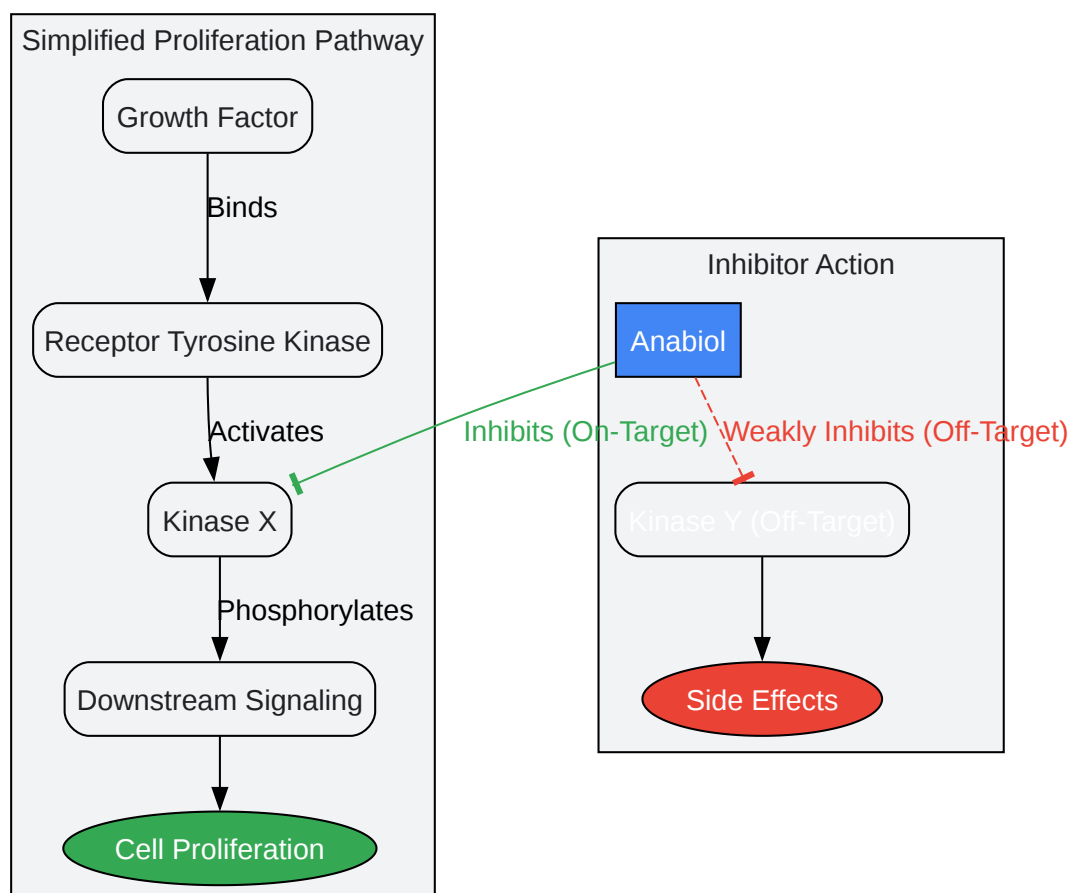 Simplified Proliferation Pathway
Growth Factor
Binds
Receptor Tyrosine Kinase
Activates
Kinase X
Phosphorylates
Downstream Signaling
Cell Proliferation
Inhibitor Action
Anabiol
Inhibits (On-Target)
Weakly Inhibits (Off-Target)
Kinase Y (Off-Target)
Side Effects